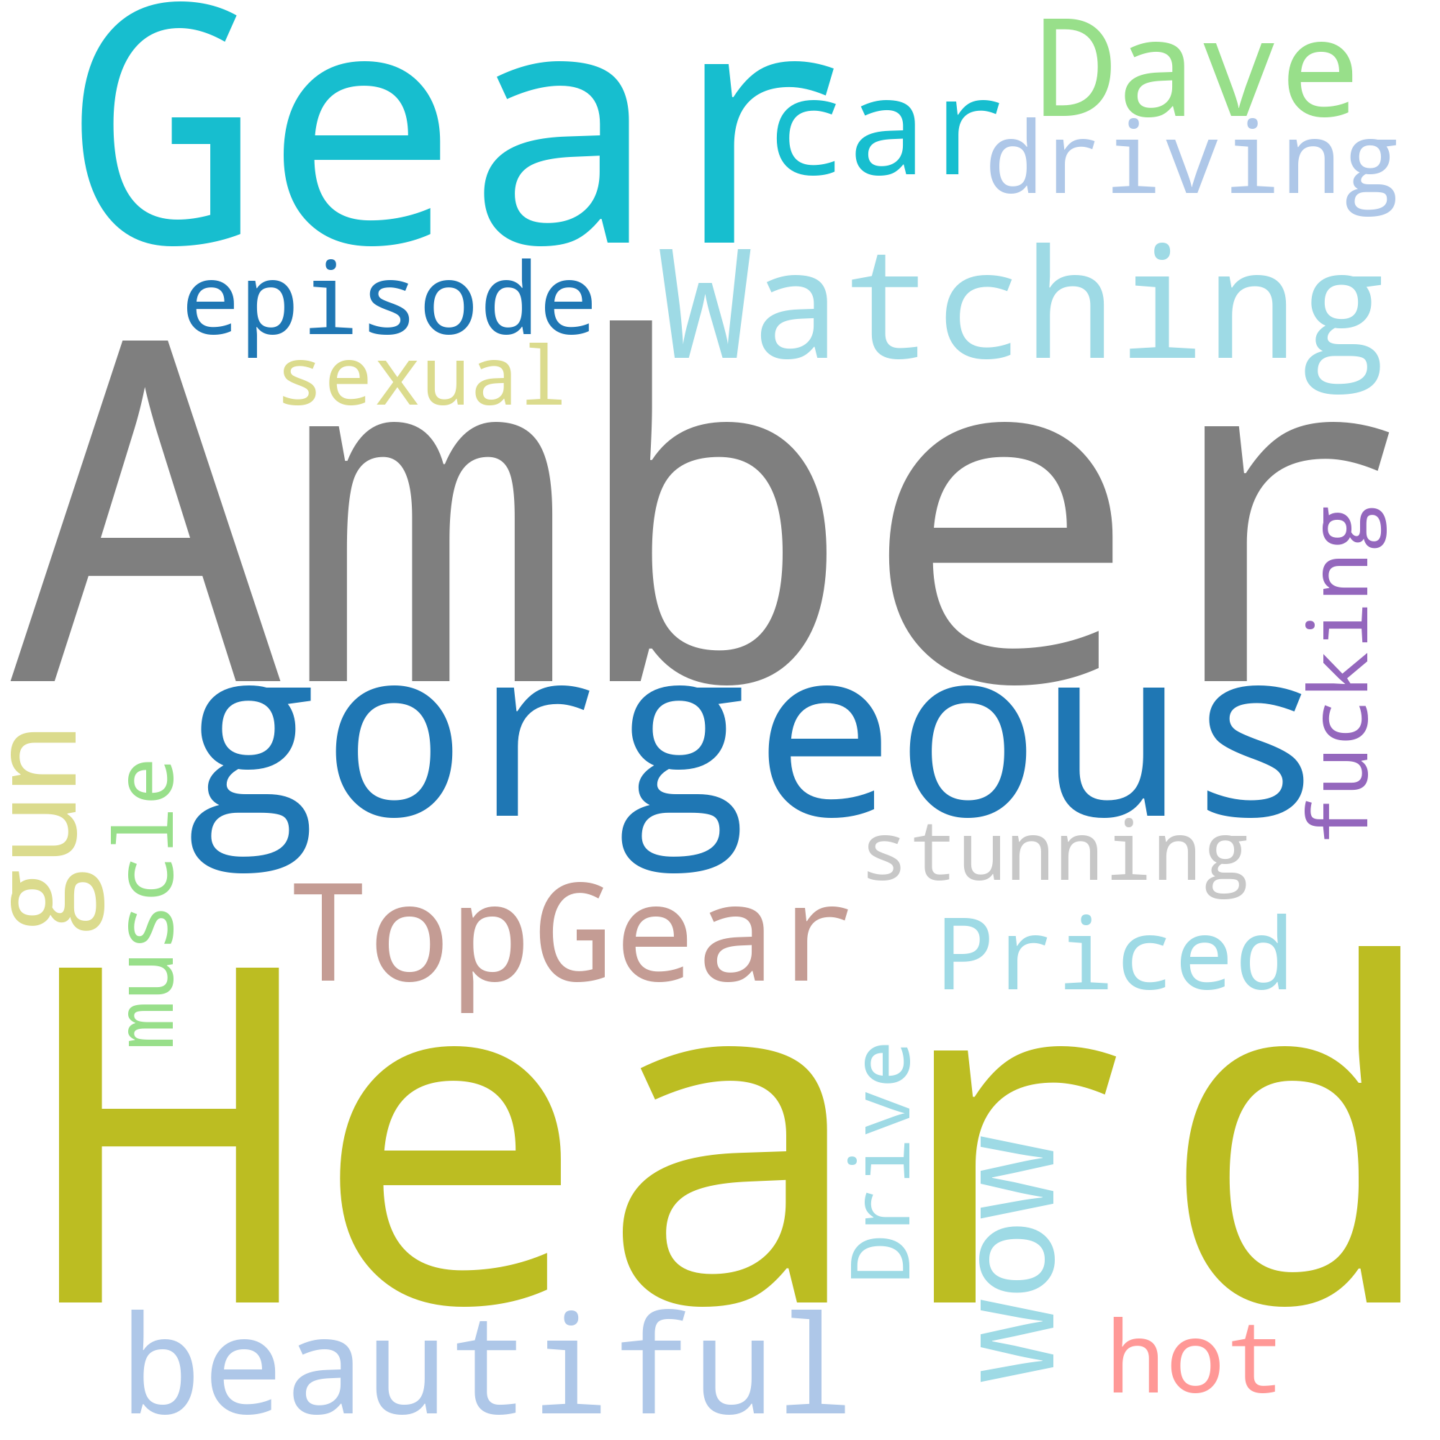 Gear
car
Dave
driving
episode
Watching
sexual
Amber
fucking
gorgeous
gun
muscle
stunning
TopGear
Priced
Heard
Drive
wow
beautiful
hot